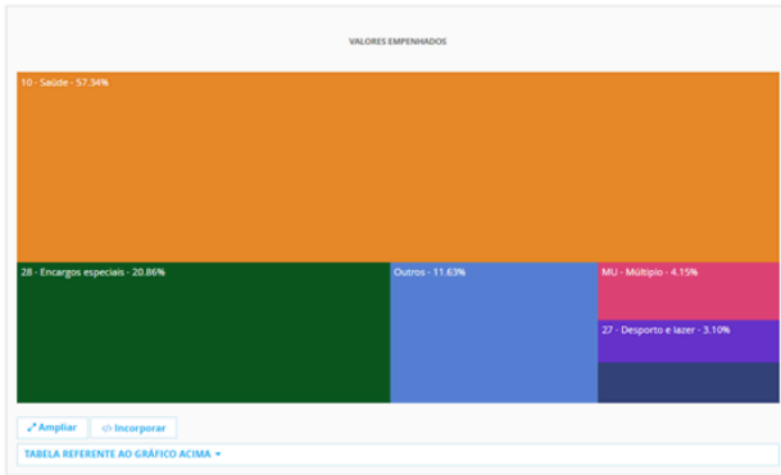 VALORES EMPENHADOS
10 - Saúde - 57.34%
28 - Encargos especiais - 20.86%
Outros - 11.63%
MU - Múltiplo - 4.15%
27 - Desporto e lazer - 3.10%
Ampliar
</> Incorporar
TABELA REFERENTE AO GRÁFICO ACIMA